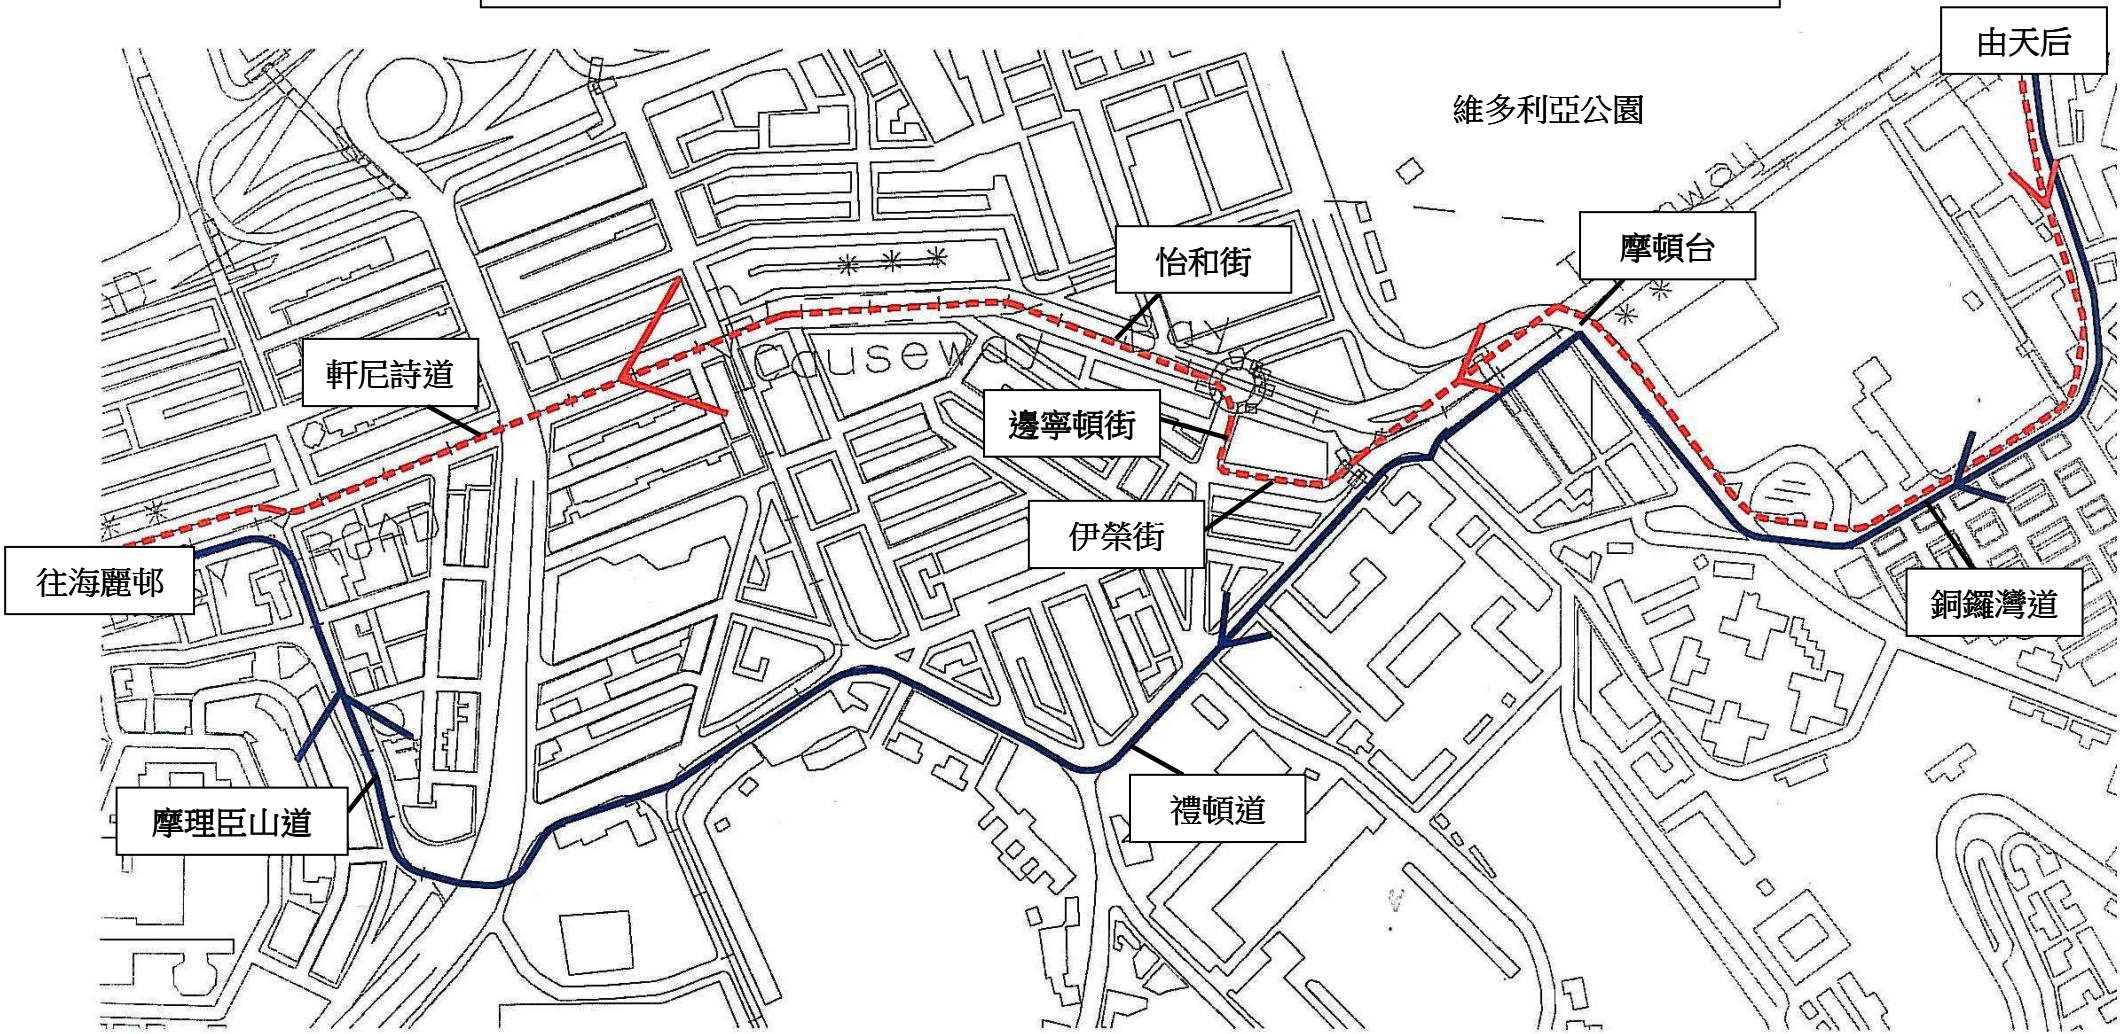 由天后
維多利亞公園
摩頓台
怡和街
軒尼詩道
Causeway Bay
邊寧頓街
伊榮街
往海麗邨
銅鑼灣道
禮頓道
摩理臣山道